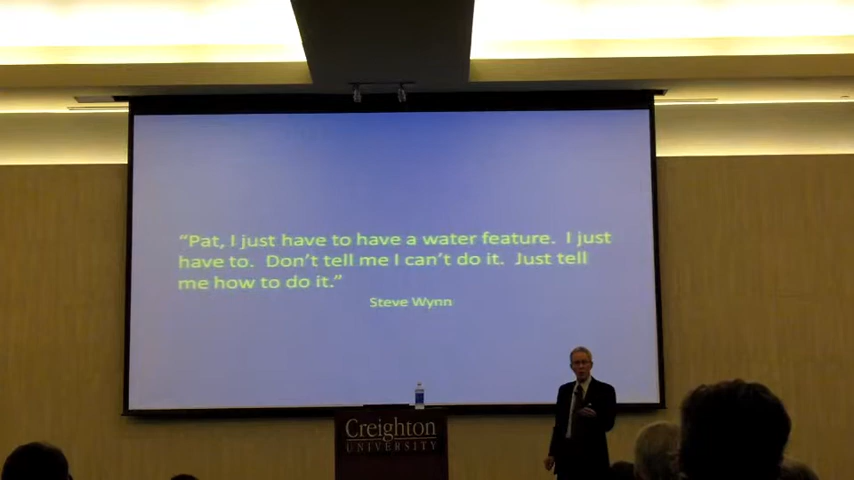 “Pat, I just have to have a water feature.  I just
have to.  Don’t tell me I can’t do it.  Just tell
me how to do it.”
Steve Wynn
Creighton
UNIVERSITY